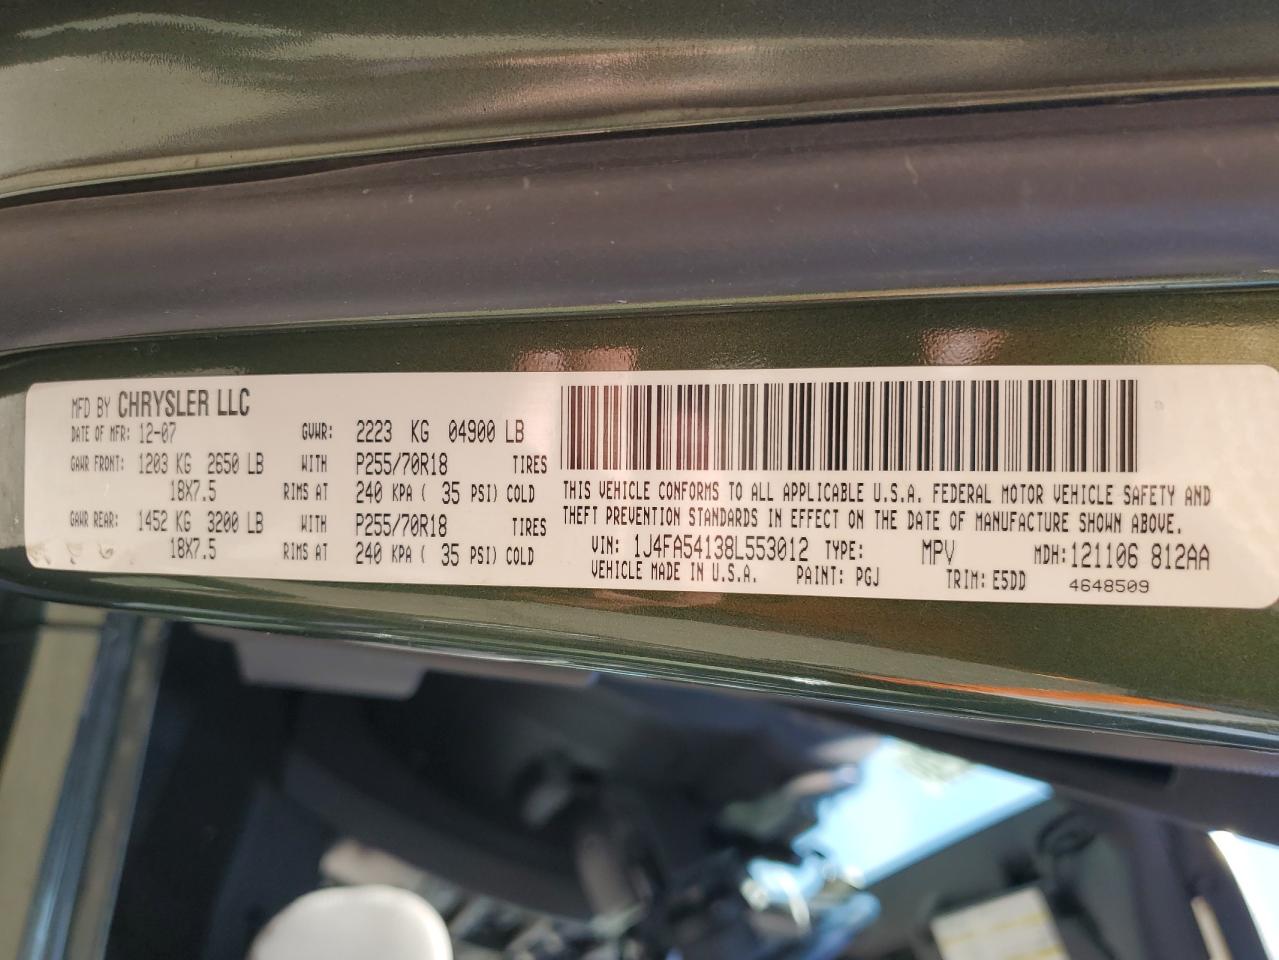 MFD BY CHRYSLER LLC
DATE OF MFR: 12-07 GVWR: 2223 KG 04900 LB
GAWR FRONT: 1203 KG 2650 LB WITH P255/70R18 TIRES
18X7.5 RIMS AT 240 KPA ( 35 PSI) COLD
GAWR REAR: 1452 KG 3200 LB WITH P255/70R18 TIRES
18X7.5 RIMS AT 240 KPA ( 35 PSI) COLD
THIS VEHICLE CONFORMS TO ALL APPLICABLE U.S.A. FEDERAL MOTOR VEHICLE SAFETY AND
THEFT PREVENTION STANDARDS IN EFFECT ON THE DATE OF MANUFACTURE SHOWN ABOVE.
VIN: 1J4FA54138L553012 TYPE: MPV MDH: 121106 812AA
VEHICLE MADE IN U.S.A. PAINT: PGJ TRIM: E5DD 4648509